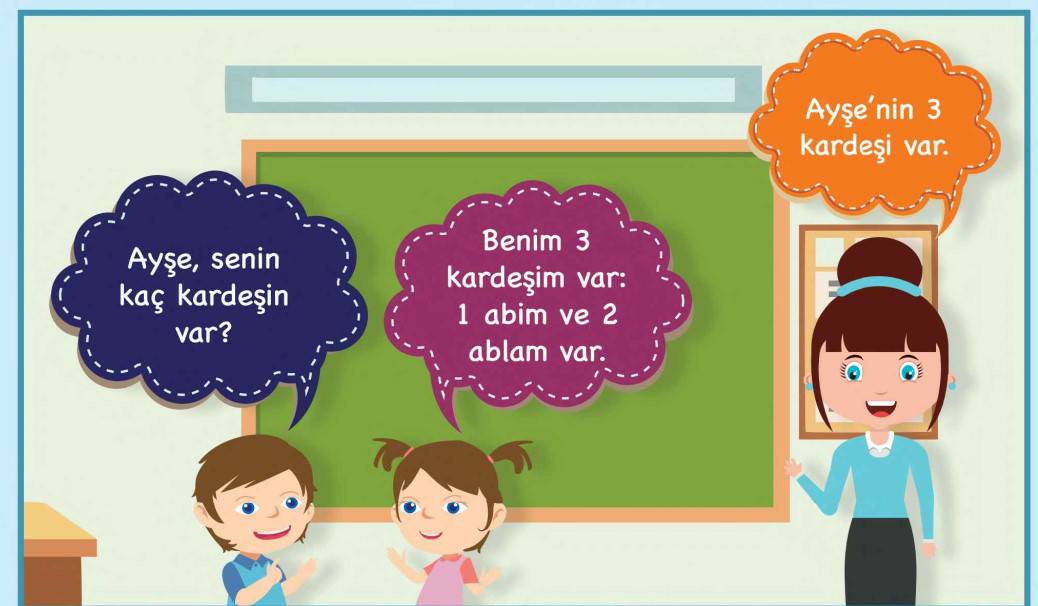 Ayşe, senin
kaç kardeşin
var?
Benim 3
kardeşim var:
1 abim ve 2
ablam var.
Ayşe'nin 3
kardeşi var.